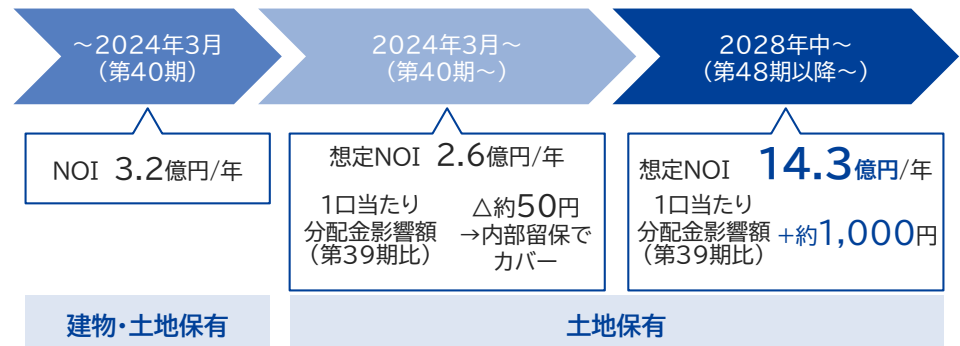 ～2024年3月
（第40期）
2024年3月～
（第40期～）
2028年中～
（第48期以降～）
NOI 3.2億円/年
想定NOI 2.6億円/年
1口当たり
分配金影響額
（第39期比）
△約50円
→内部留保で
カバー
想定NOI 14.3億円/年
1口当たり
分配金影響額
（第39期比）
+約1,000円
建物・土地保有
土地保有